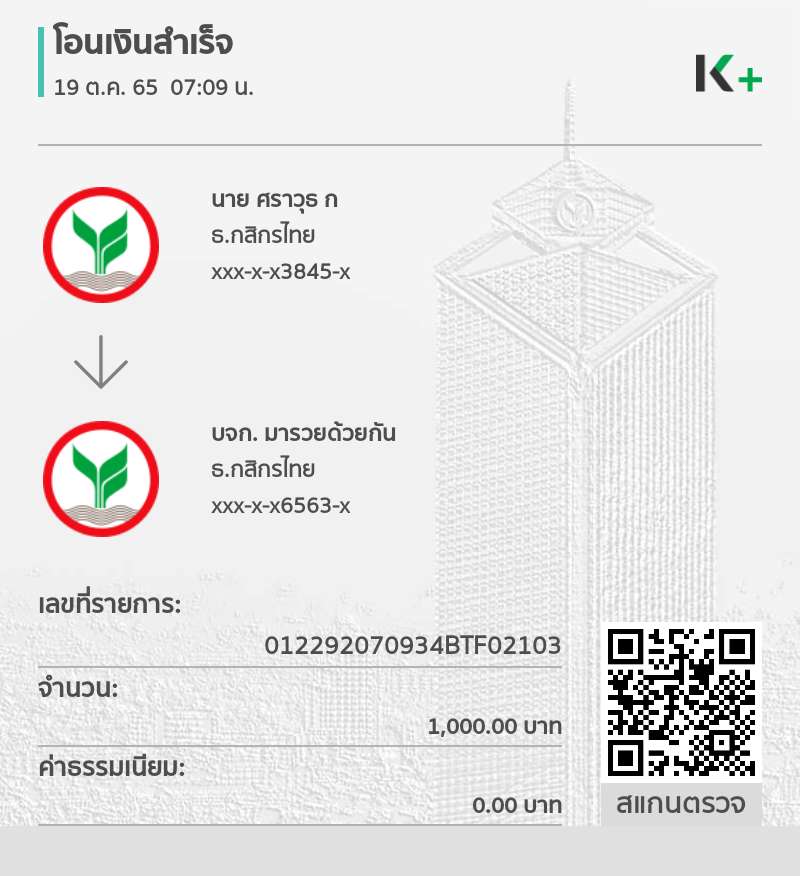 โอนเงินสำเร็จ
19 ต.ค. 65 07:09 น.
K+
นาย ศราวุธ ก
ธ.กสิกรไทย
xxx-x-x3845-x
บจก. มารวยด้วยกัน
ธ.กสิกรไทย
xxx-x-x6563-x
เลขที่รายการ:
012292070934BTF02103
จำนวน:
1,000.00 บาท
ค่าธรรมเนียม:
0.00 บาท
สแกนตรวจ